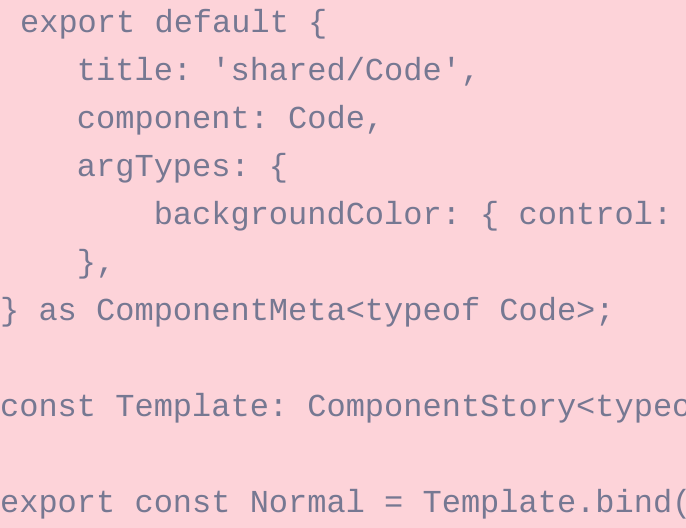 export default {
    title: 'shared/Code',
    component: Code,
    argTypes: {
        backgroundColor: { control:
    },
} as ComponentMeta<typeof Code>;
const Template: ComponentStory<typeo
export const Normal = Template.bind(